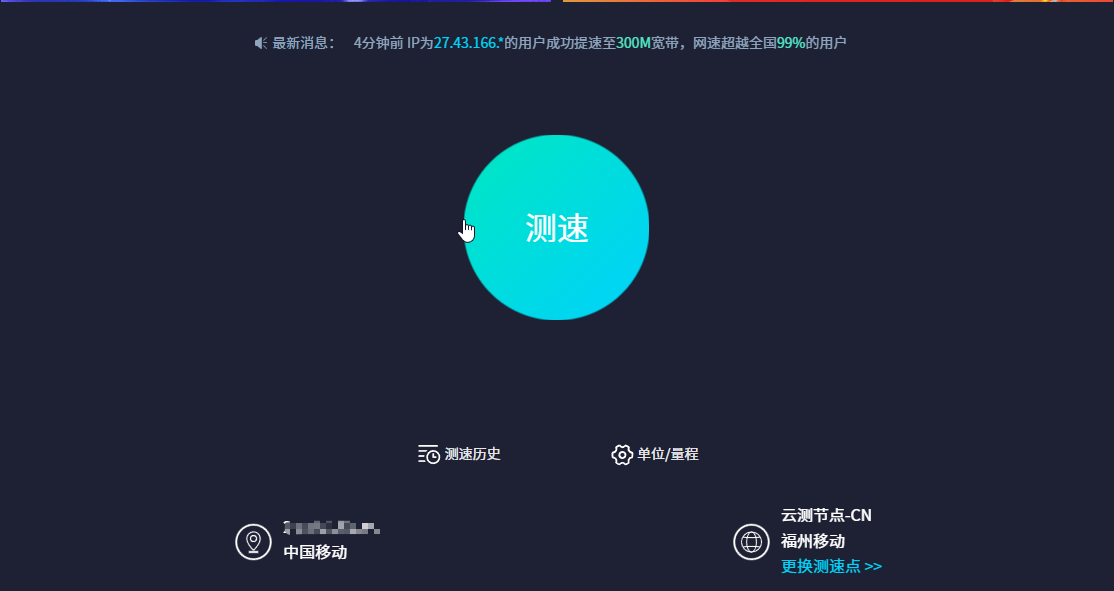 最新消息： 4分钟前 IP为27.43.166.*的用户成功提速至300M宽带，网速超越全国99%的用户
测速
测速历史
单位/量程
中国移动
云测节点-CN
福州移动
更换测速点 >>